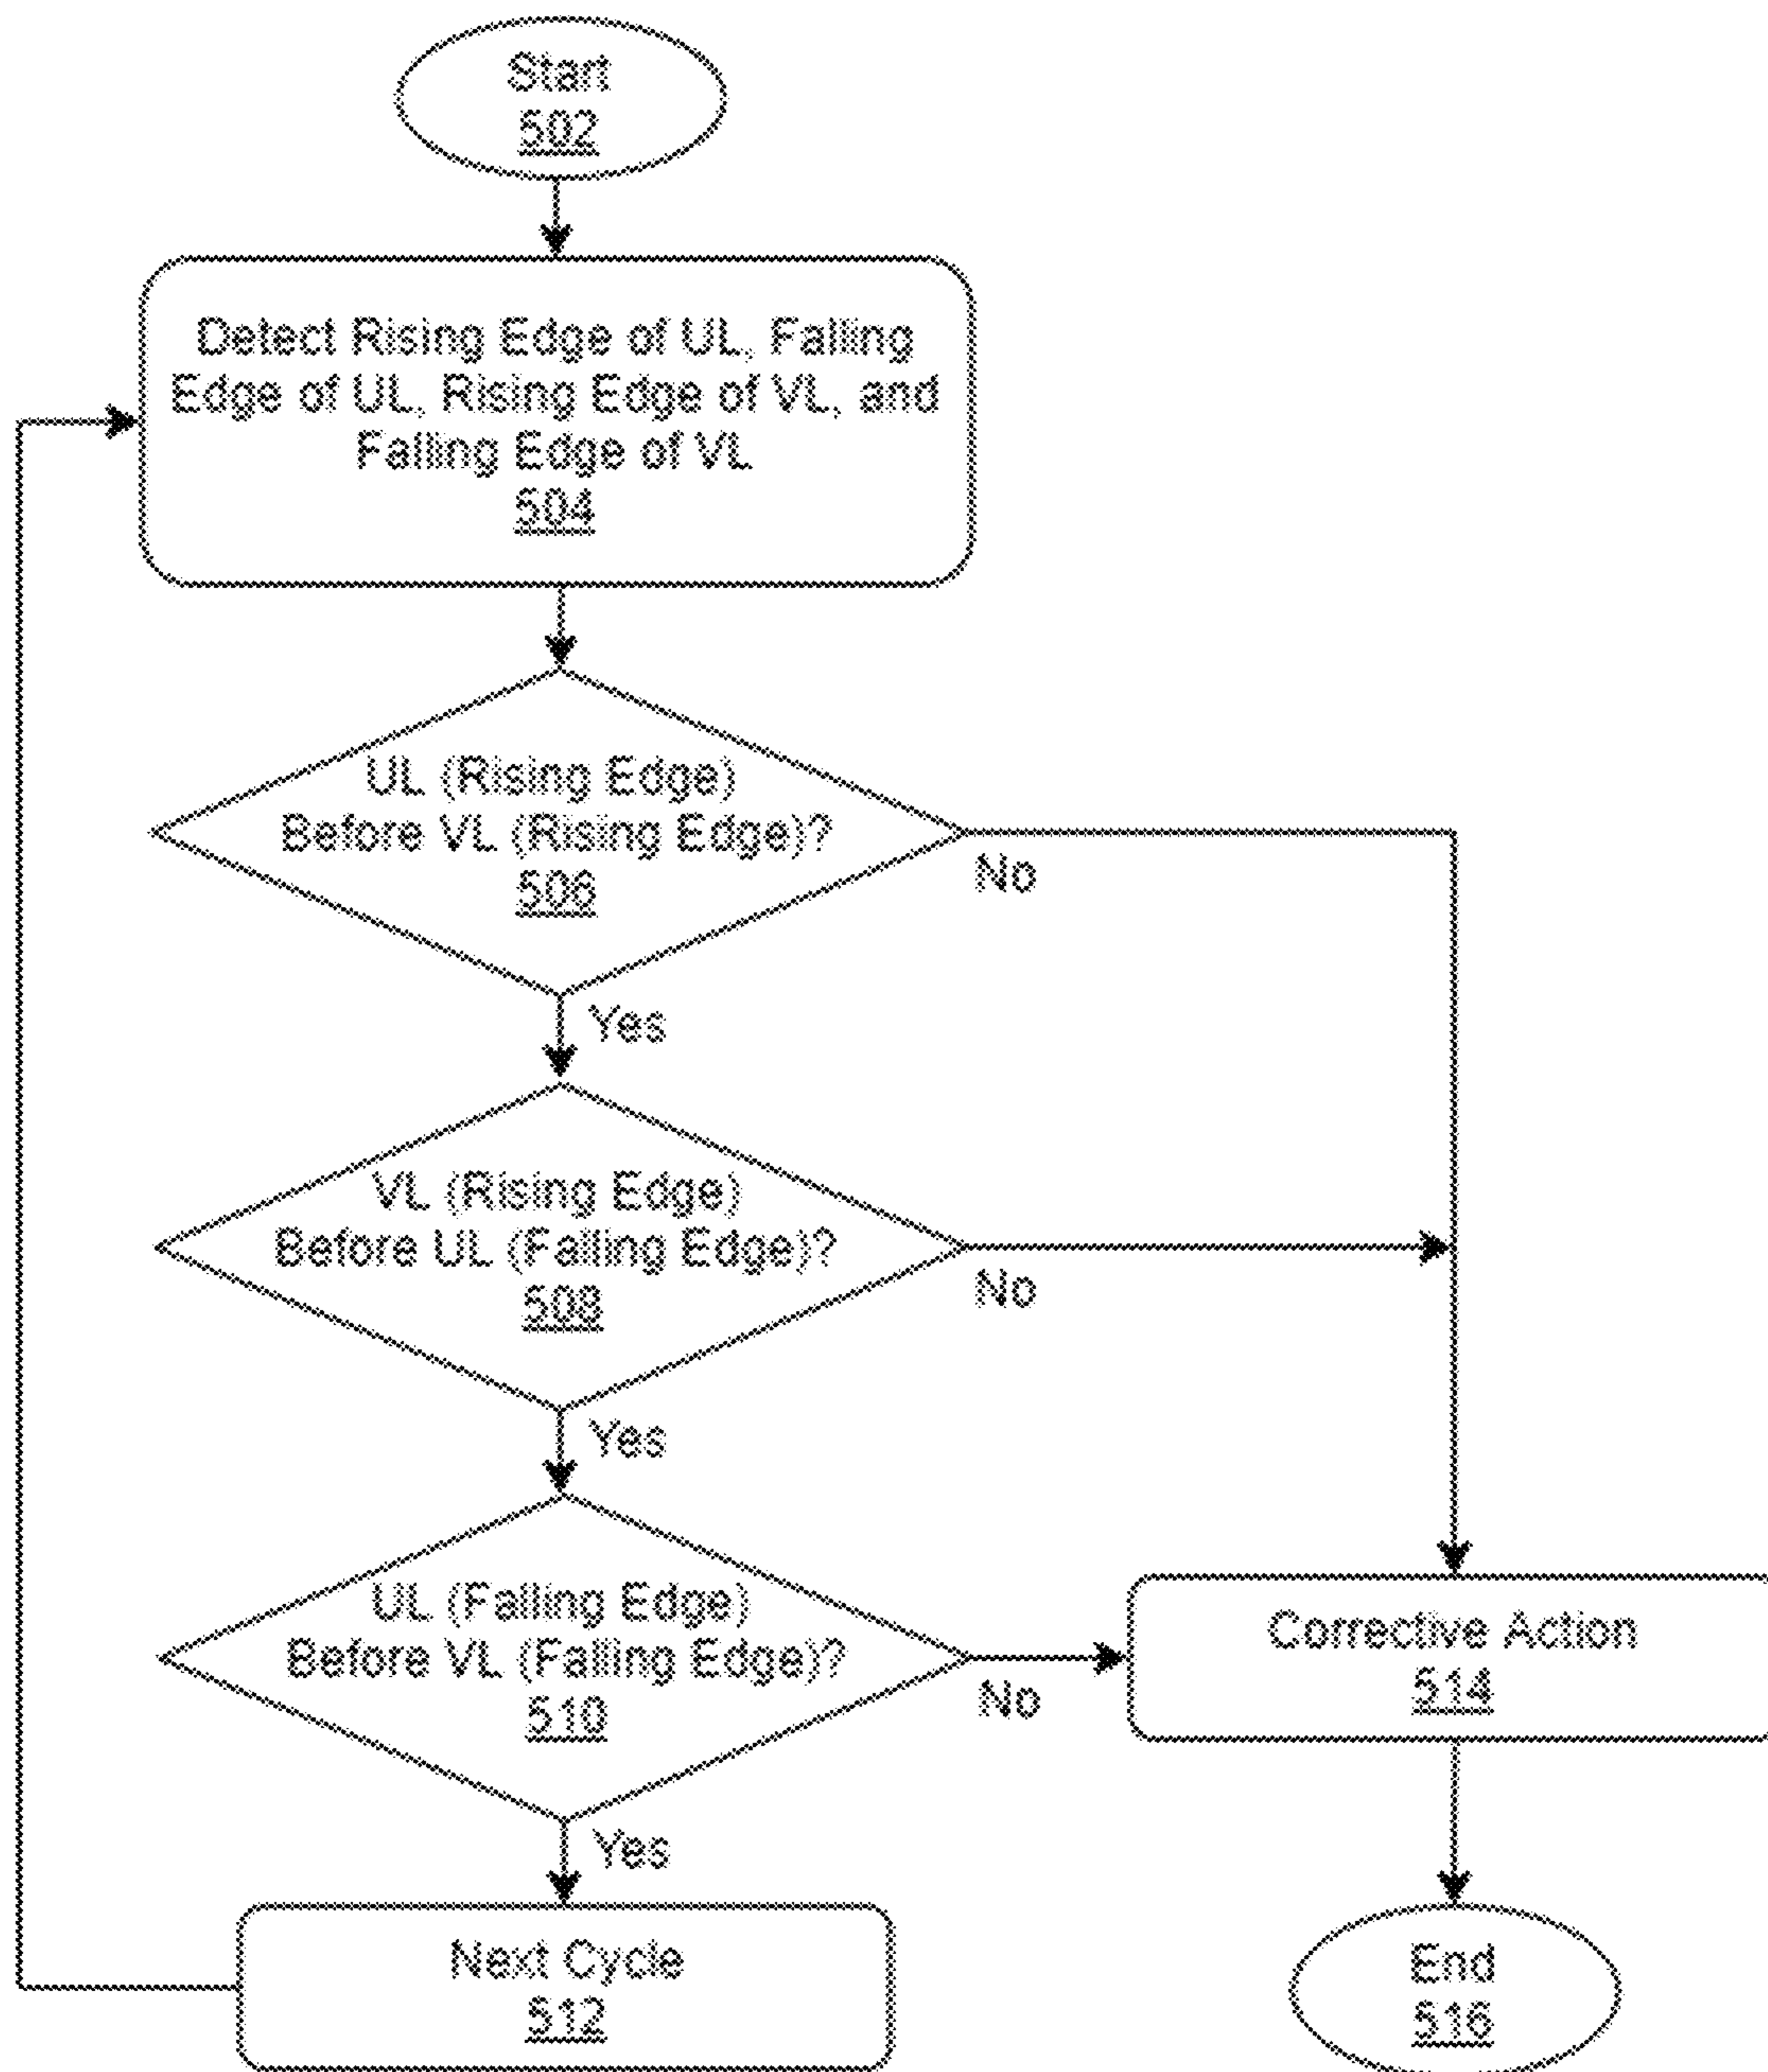 Start
502
Detect Rising Edge of UL, Falling
Edge of UL, Rising Edge of VL, and
Falling Edge of VL
504
UL (Rising Edge)
Before VL (Rising Edge)?
506
No
Yes
VL (Rising Edge)
Before UL (Falling Edge)?
508
No
Yes
UL (Falling Edge)
Before VL (Falling Edge)?
510
No
Yes
Corrective Action
514
Next Cycle
512
End
516